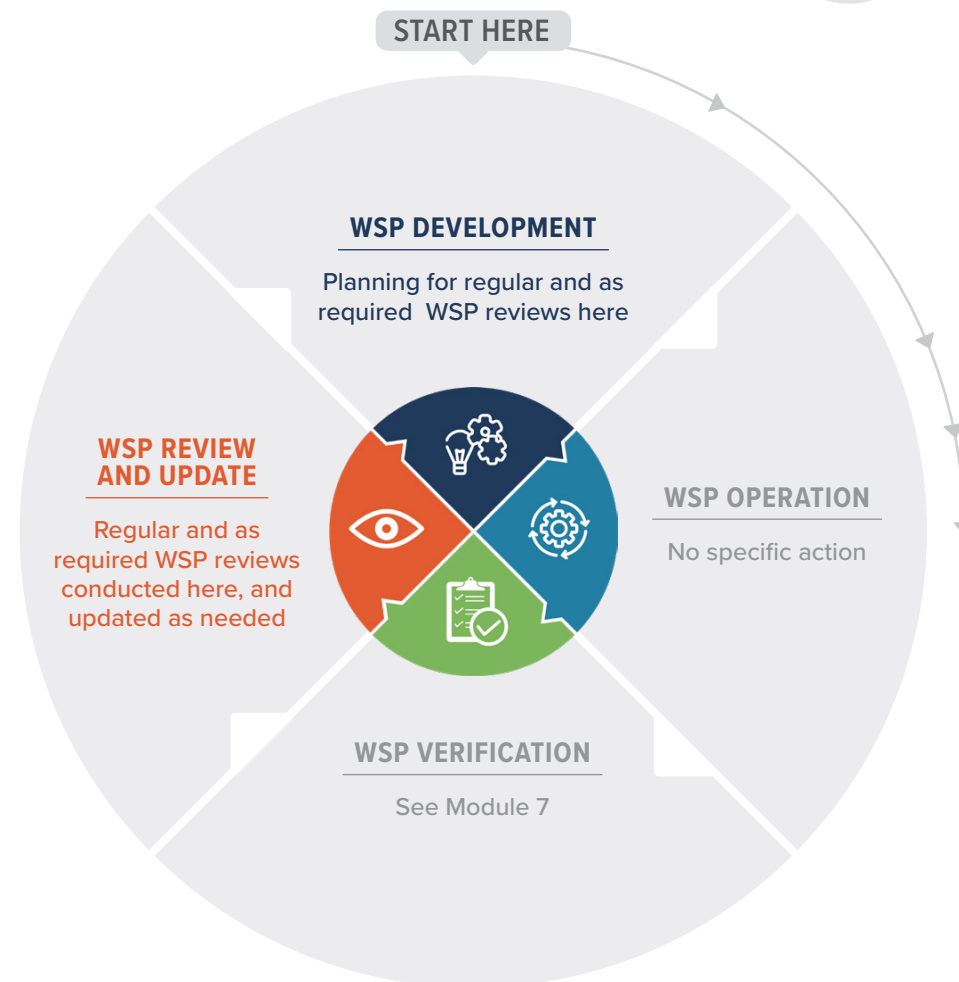 START HERE
WSP DEVELOPMENT
Planning for regular and as
required WSP reviews here
WSP OPERATION
No specific action
WSP VERIFICATION
See Module 7
WSP REVIEW
AND UPDATE
Regular and as
required WSP reviews
conducted here, and
updated as needed